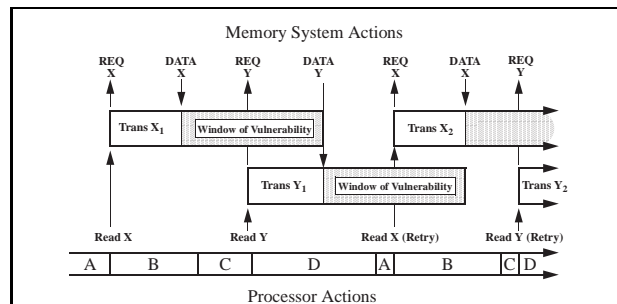 Memory System Actions
REQ DATA REQ DATA REQ DATA REQ
X X Y Y X X Y
Trans X1 Window of Vulnerability Trans X2
Trans Y1 Window of Vulnerability Trans Y2
Read X Read Y Read X (Retry) Read Y (Retry)
A B C D A B C D
Processor Actions